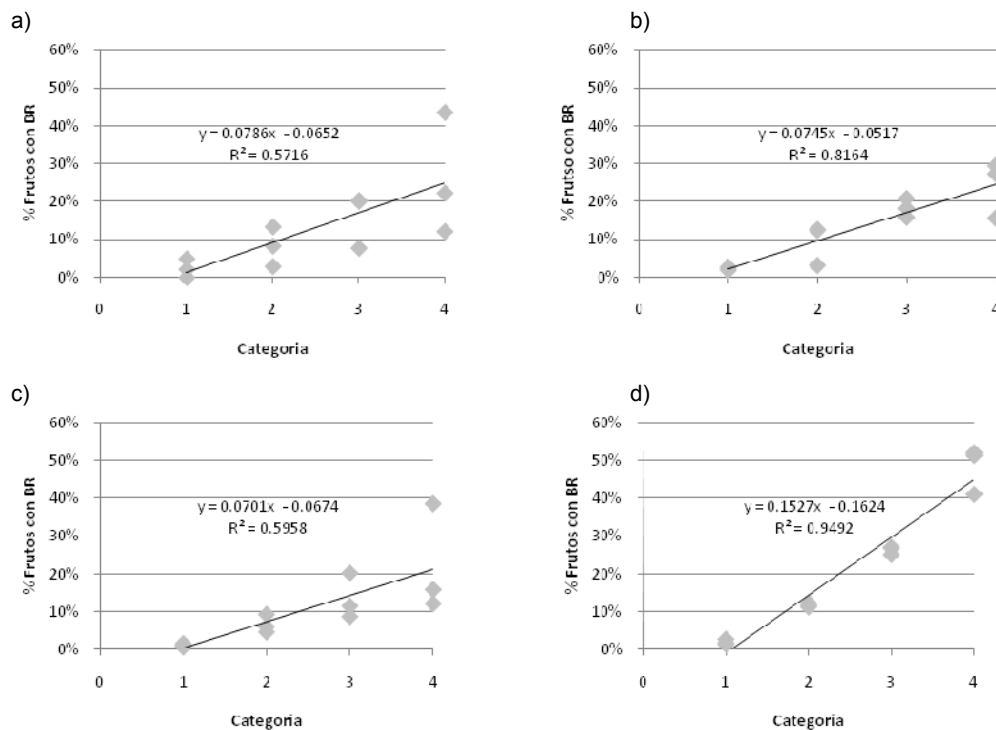 a)
60%
50%
40%
30%
20%
10%
0%
% Frutos con BR
y = 0.0786x - 0.0652
R² = 0.5716
0 1 2 3 4
Categoria
b)
60%
50%
40%
30%
20%
10%
0%
% Frutso con BR
y = 0.0745x - 0.0517
R² = 0.8164
0 1 2 3 4
Categoria
c)
60%
50%
40%
30%
20%
10%
0%
% Frutos con BR
y = 0.0701x - 0.0674
R² = 0.5958
0 1 2 3 4
Categoria
d)
60%
50%
40%
30%
20%
10%
0%
% Frutos con BR
y = 0.1527x - 0.1624
R² = 0.9492
0 1 2 3 4
Categoria